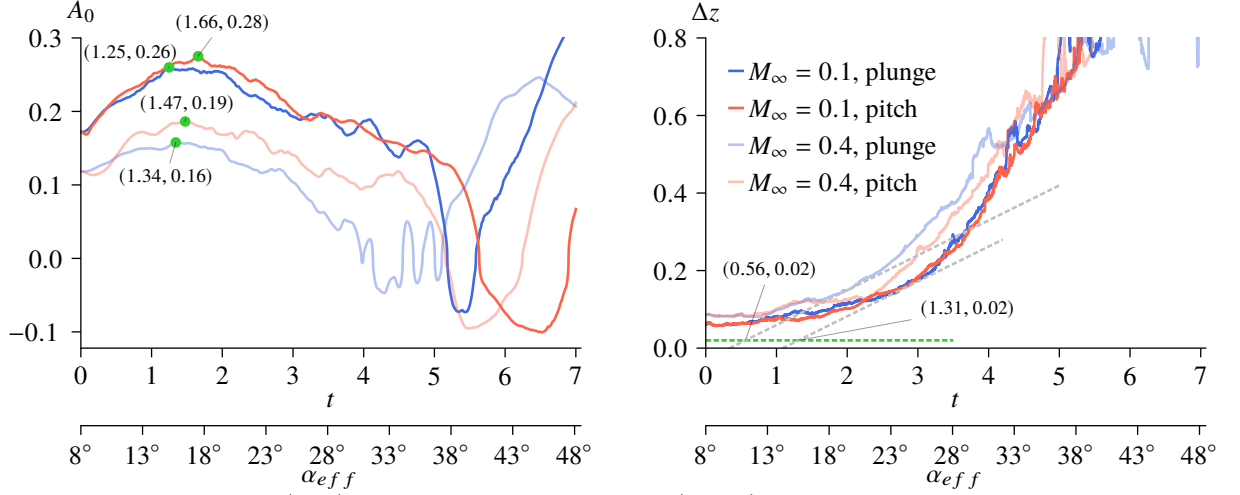 A₀
0.3
0.2
0.1
0.0
−0.1
(1.66, 0.28)
(1.25, 0.26)
(1.47, 0.19)
(1.34, 0.16)
0 1 2 3 4 5 6 7
t
8° 13° 18° 23° 28° 33° 38° 43° 48°
α_eff
Δz
0.8
0.6
0.4
0.2
0.0
M∞ = 0.1, plunge
M∞ = 0.1, pitch
M∞ = 0.4, plunge
M∞ = 0.4, pitch
(0.56, 0.02)
(1.31, 0.02)
0 1 2 3 4 5 6 7
t
8° 13° 18° 23° 28° 33° 38° 43° 48°
α_eff